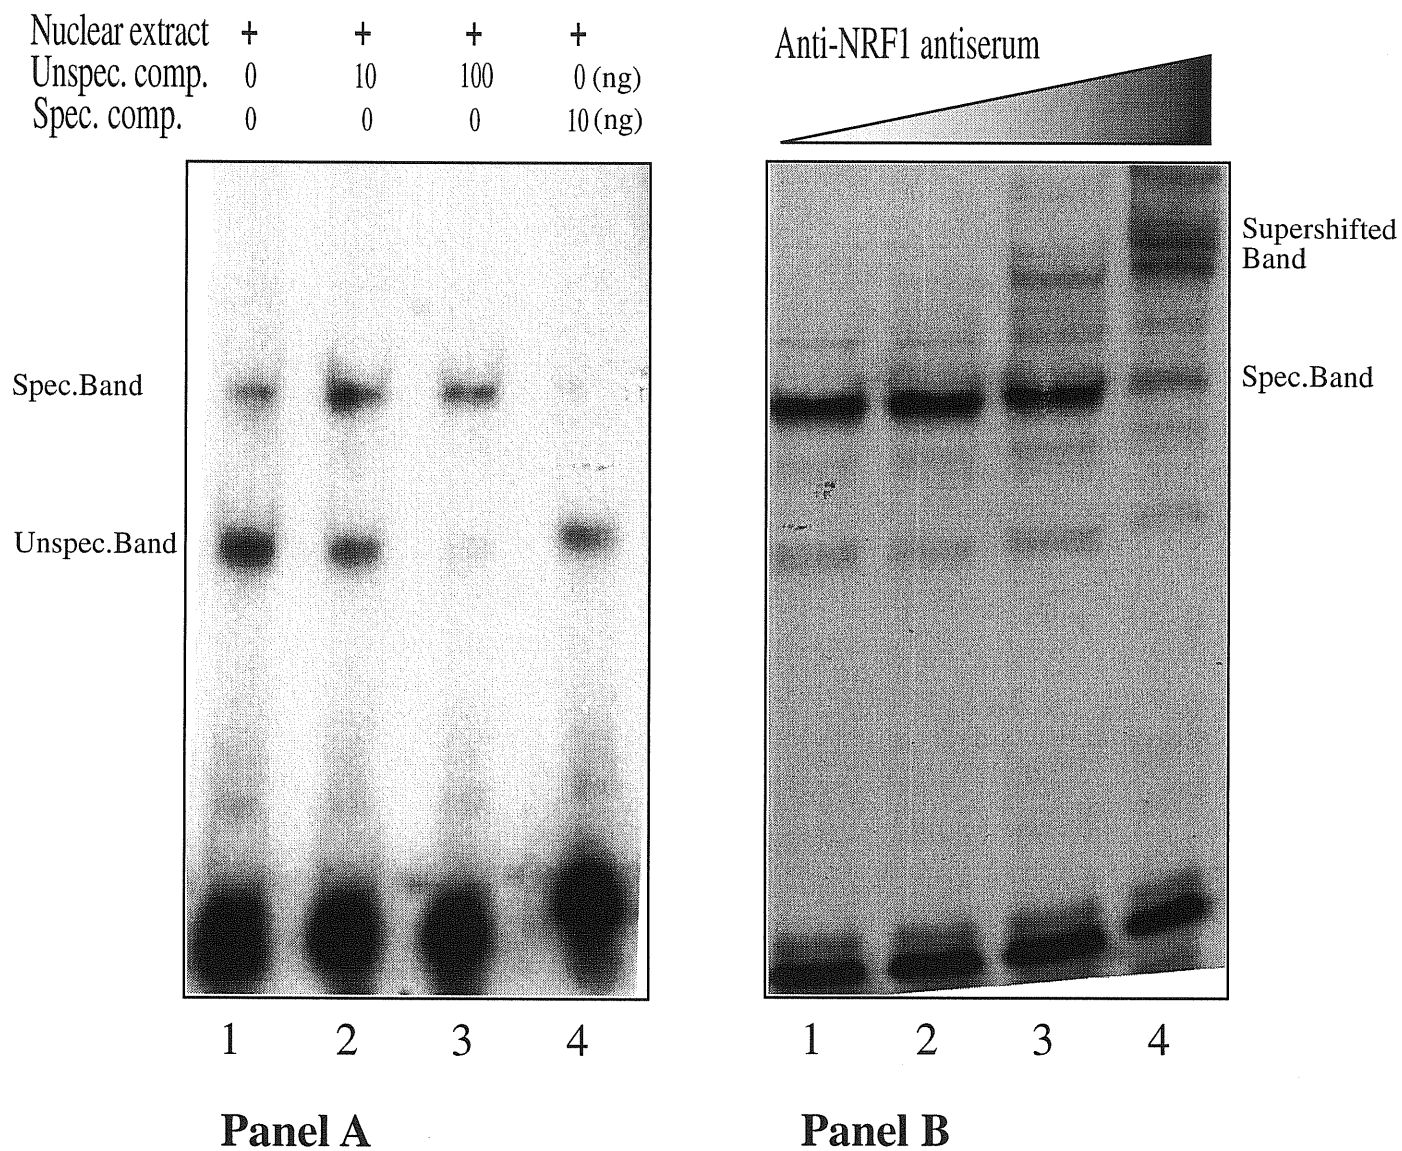 Nuclear extract + + + +
Unspec. comp. 0 10 100 0 (ng)
Spec. comp. 0 0 0 10 (ng)
Spec.Band
Unspec.Band
1 2 3 4
Panel A
Anti-NRF1 antiserum
Supershifted
Band
Spec.Band
1 2 3 4
Panel B